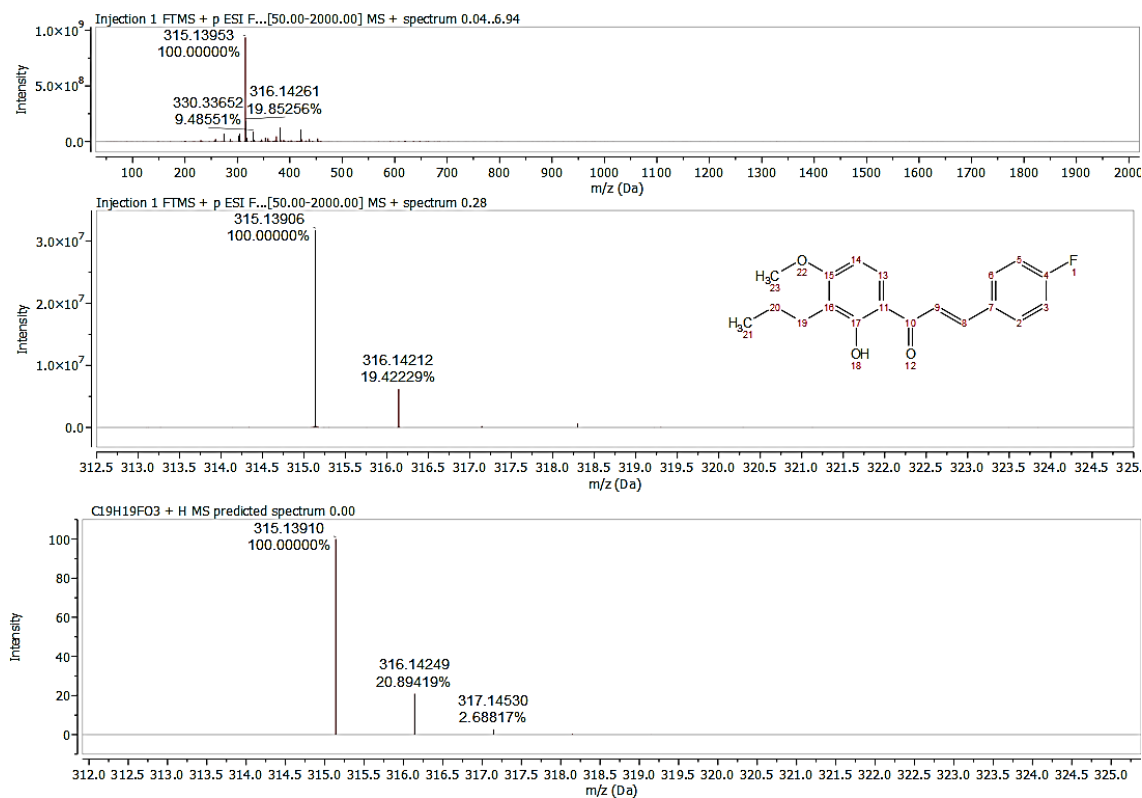 Injection 1 FTMS + p ESI F...[50.00-2000.00] MS + spectrum 0.04..6.94
Intensity
1.0×10⁹
5.0×10⁸
0.0
315.13953
100.00000%
316.14261
19.85256%
330.33652
9.48551%
100 200 300 400 500 600 700 800 900 1000 1100 1200 1300 1400 1500 1600 1700 1800 1900 2000
m/z (Da)
Injection 1 FTMS + p ESI F...[50.00-2000.00] MS + spectrum 0.28
Intensity
3.0×10⁷
2.0×10⁷
1.0×10⁷
0.0
315.13906
100.00000%
316.14212
19.42229%
H₃C
23
O
22
15
14
13
16
17
11
20
19
H₃C
21
OH
18
10
O
12
9
8
7
6
5
4
3
2
F
1
312.5 313.0 313.5 314.0 314.5 315.0 315.5 316.0 316.5 317.0 317.5 318.0 318.5 319.0 319.5 320.0 320.5 321.0 321.5 322.0 322.5 323.0 323.5 324.0 324.5 325.
m/z (Da)
C19H19FO3 + H MS predicted spectrum 0.00
Intensity
100
80
60
40
20
0
315.13910
100.00000%
316.14249
20.89419%
317.14530
2.68817%
312.0 312.5 313.0 313.5 314.0 314.5 315.0 315.5 316.0 316.5 317.0 317.5 318.0 318.5 319.0 319.5 320.0 320.5 321.0 321.5 322.0 322.5 323.0 323.5 324.0 324.5 325.0
m/z (Da)